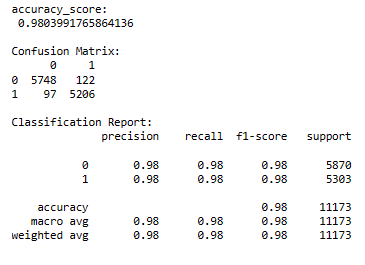 accuracy_score:
0.9803991765864136
Confusion Matrix:
0 1
0 5748 122
1 97 5206
Classification Report:
precision recall f1-score support
0 0.98 0.98 0.98 5870
1 0.98 0.98 0.98 5303
accuracy 0.98 11173
macro avg 0.98 0.98 0.98 11173
weighted avg 0.98 0.98 0.98 11173